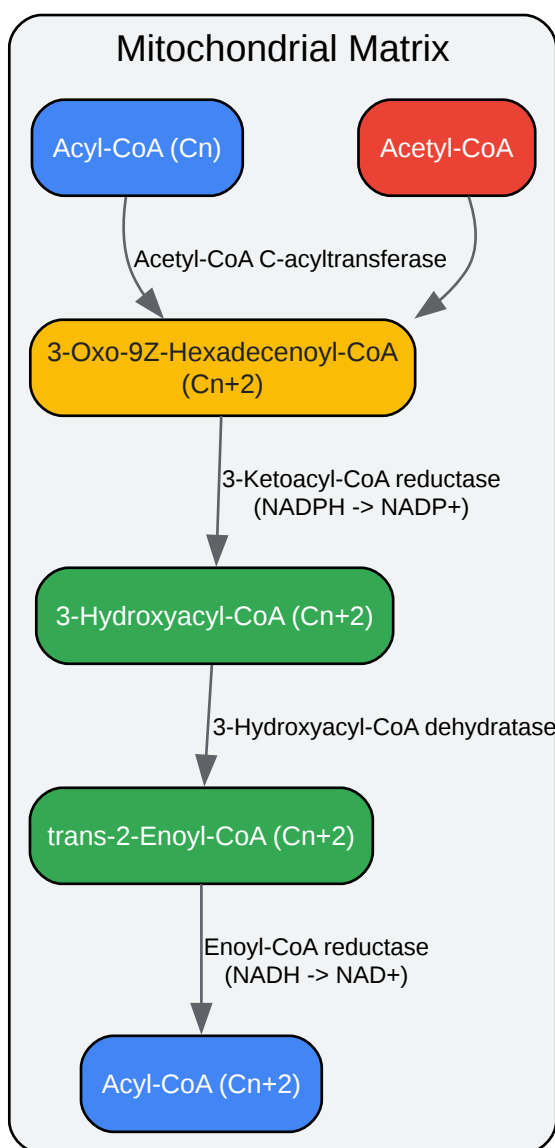 Mitochondrial Matrix
Acyl-CoA (Cn)
Acetyl-CoA
Acetyl-CoA C-acyltransferase
3-Oxo-9Z-Hexadecenoyl-CoA
(Cn+2)
3-Ketoacyl-CoA reductase
(NADPH -> NADP+)
3-Hydroxyacyl-CoA (Cn+2)
3-Hydroxyacyl-CoA dehydratase
trans-2-Enoyl-CoA (Cn+2)
Enoyl-CoA reductase
(NADH -> NAD+)
Acyl-CoA (Cn+2)